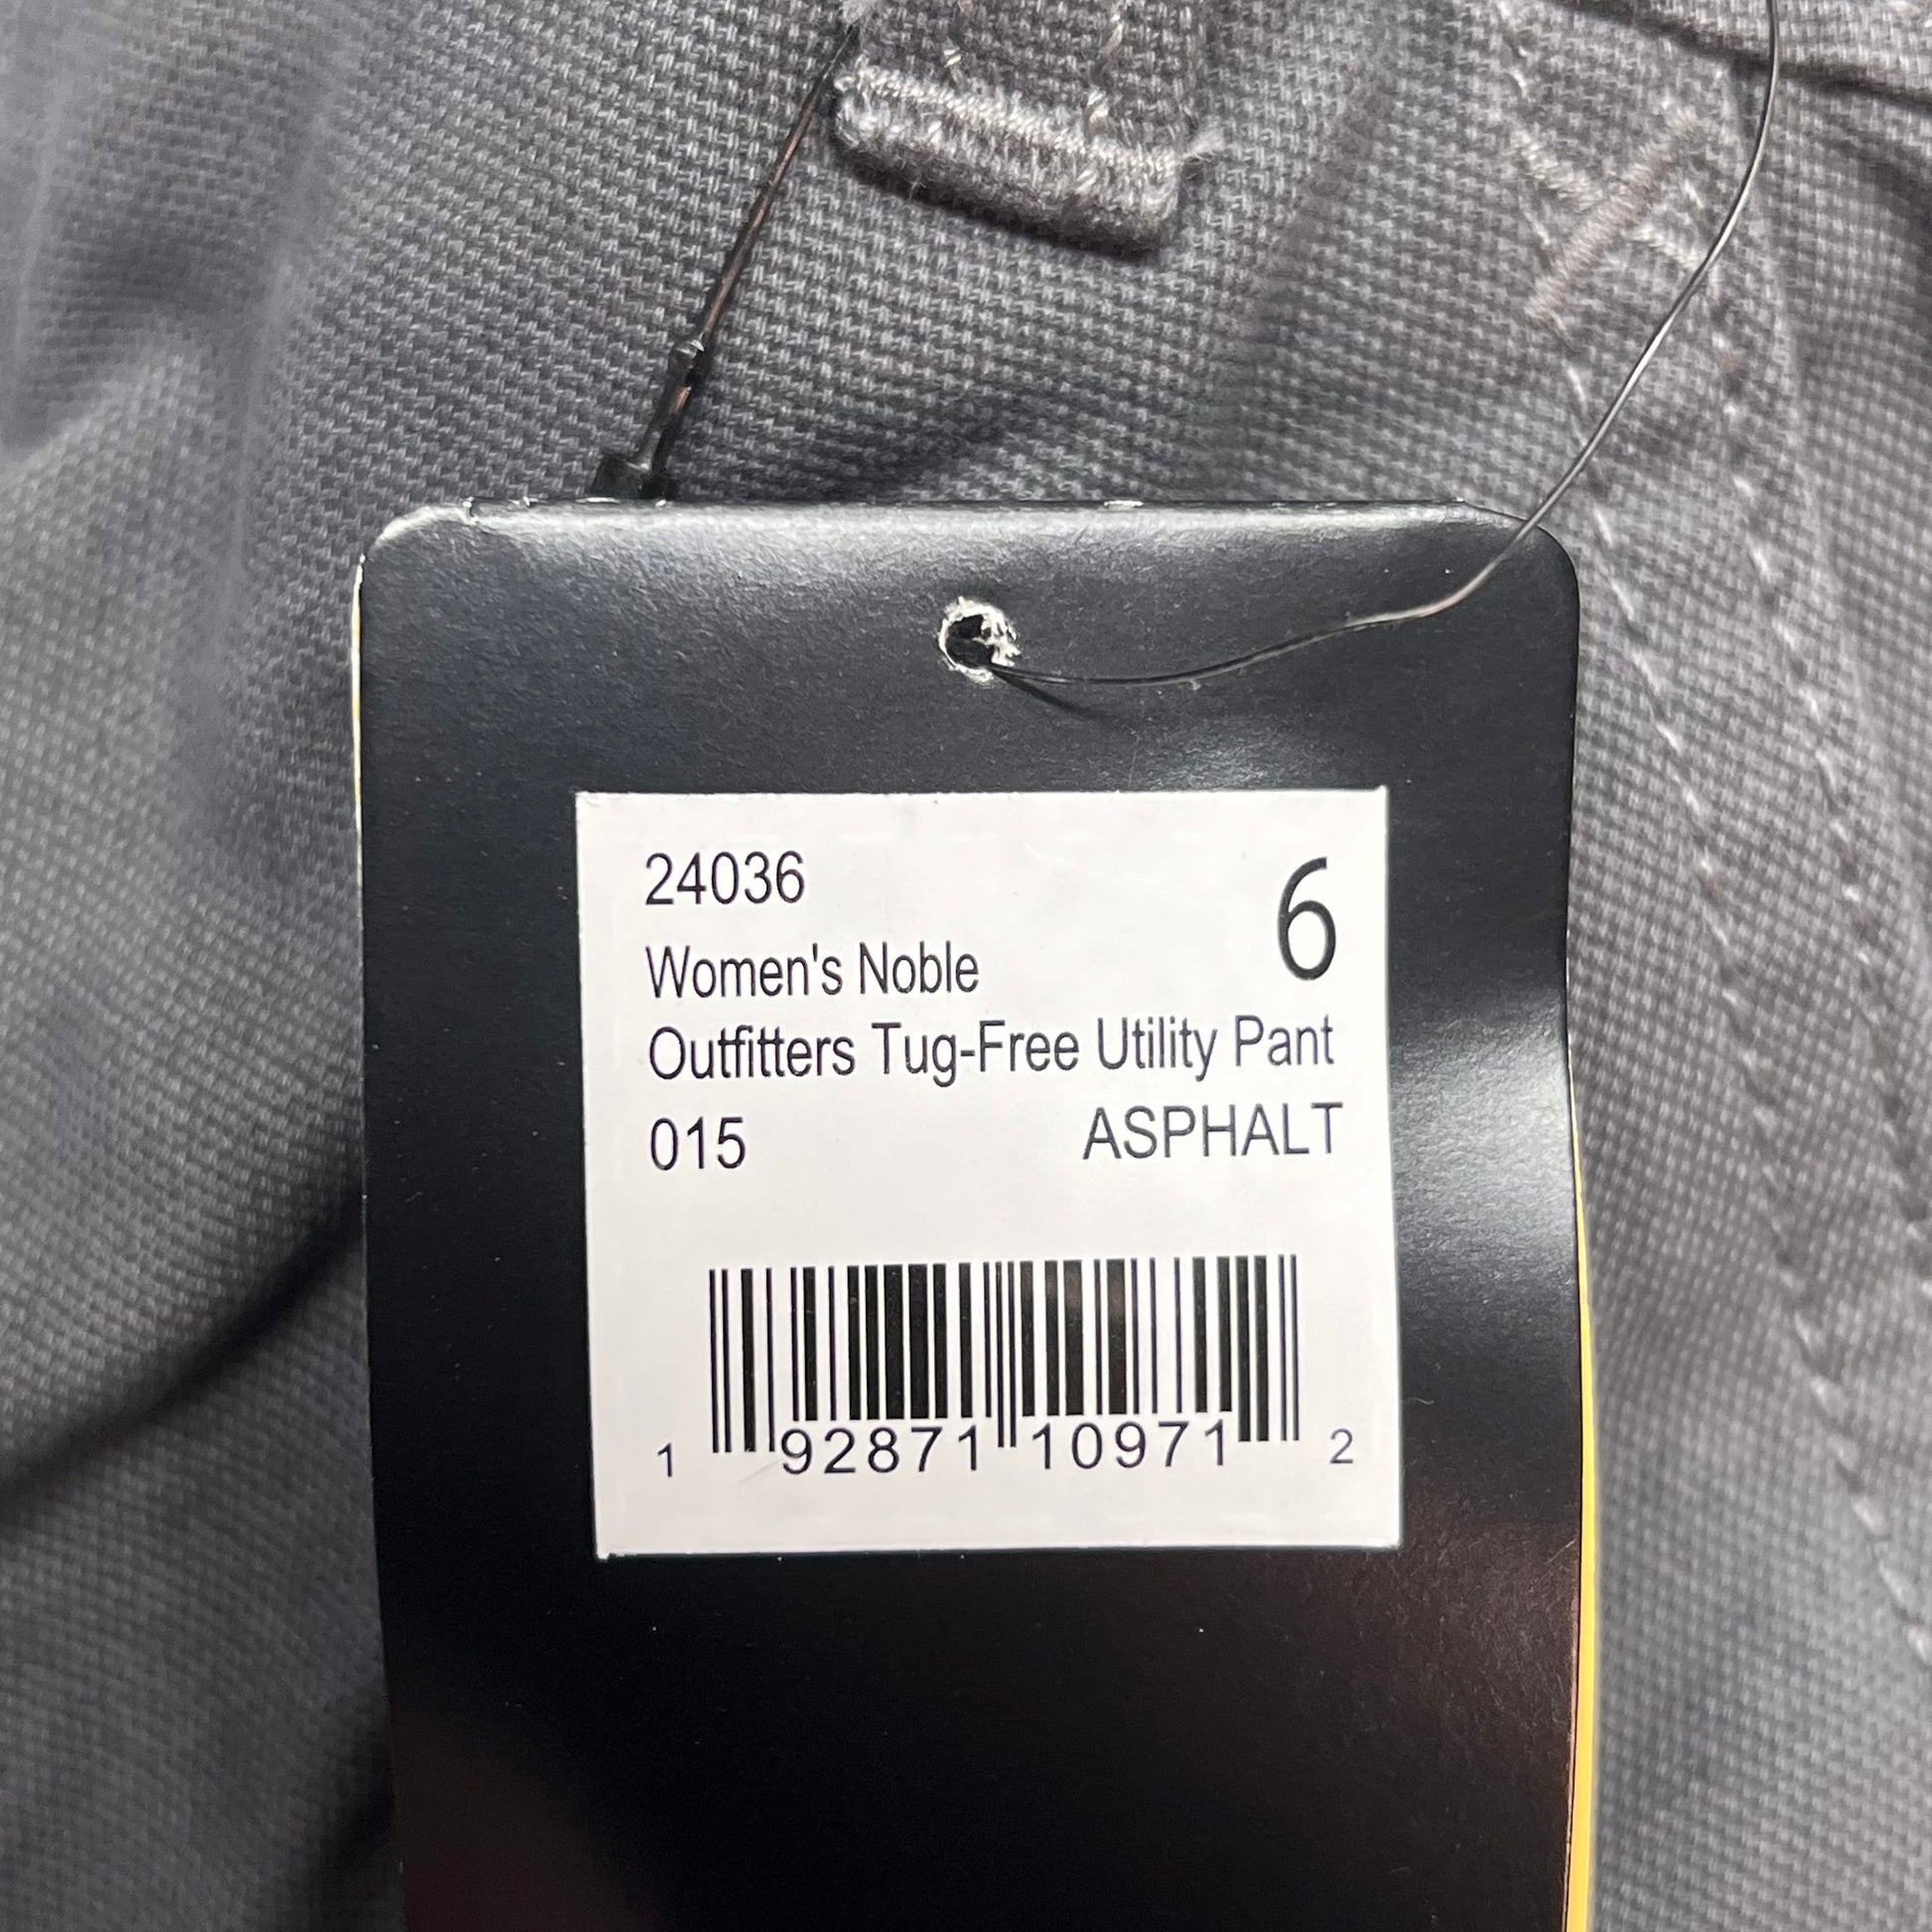 24036
6
Women's Noble
Outfitters Tug-Free Utility Pant
015 ASPHALT
1 92871 10971 2